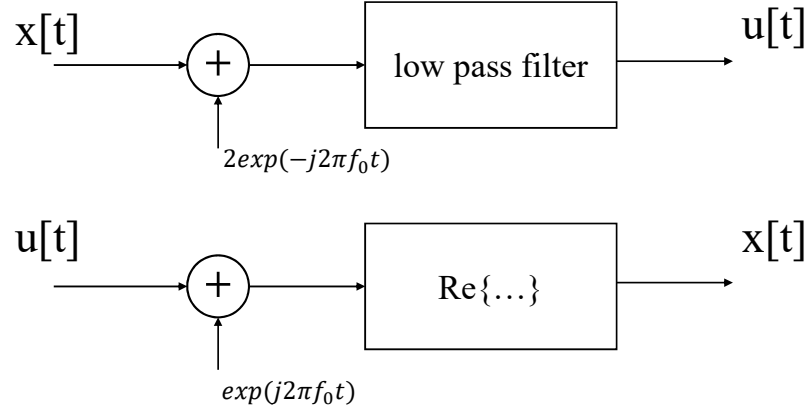 x[t]
+
low pass filter
u[t]
2exp(−j2πf₀t)
u[t]
+
Re{…}
x[t]
exp(j2πf₀t)